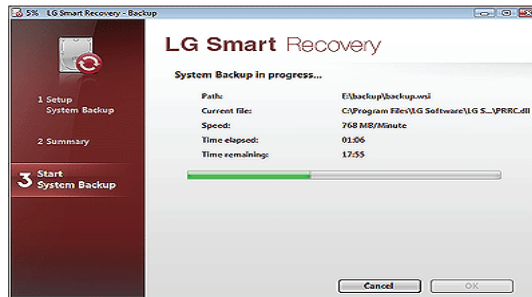 5% LG Smart Recovery - Backup
LG Smart Recovery
System Backup in progress...
1 Setup
System Backup
2 Summary
3 Start
System Backup
Path: E:\backup\backup.wsi
Current file: C:\Program Files\LG Software\LG S...\PRRC.dll
Speed: 768 MB/Minute
Time elapsed: 01:06
Time remaining: 17:55
Cancel
OK